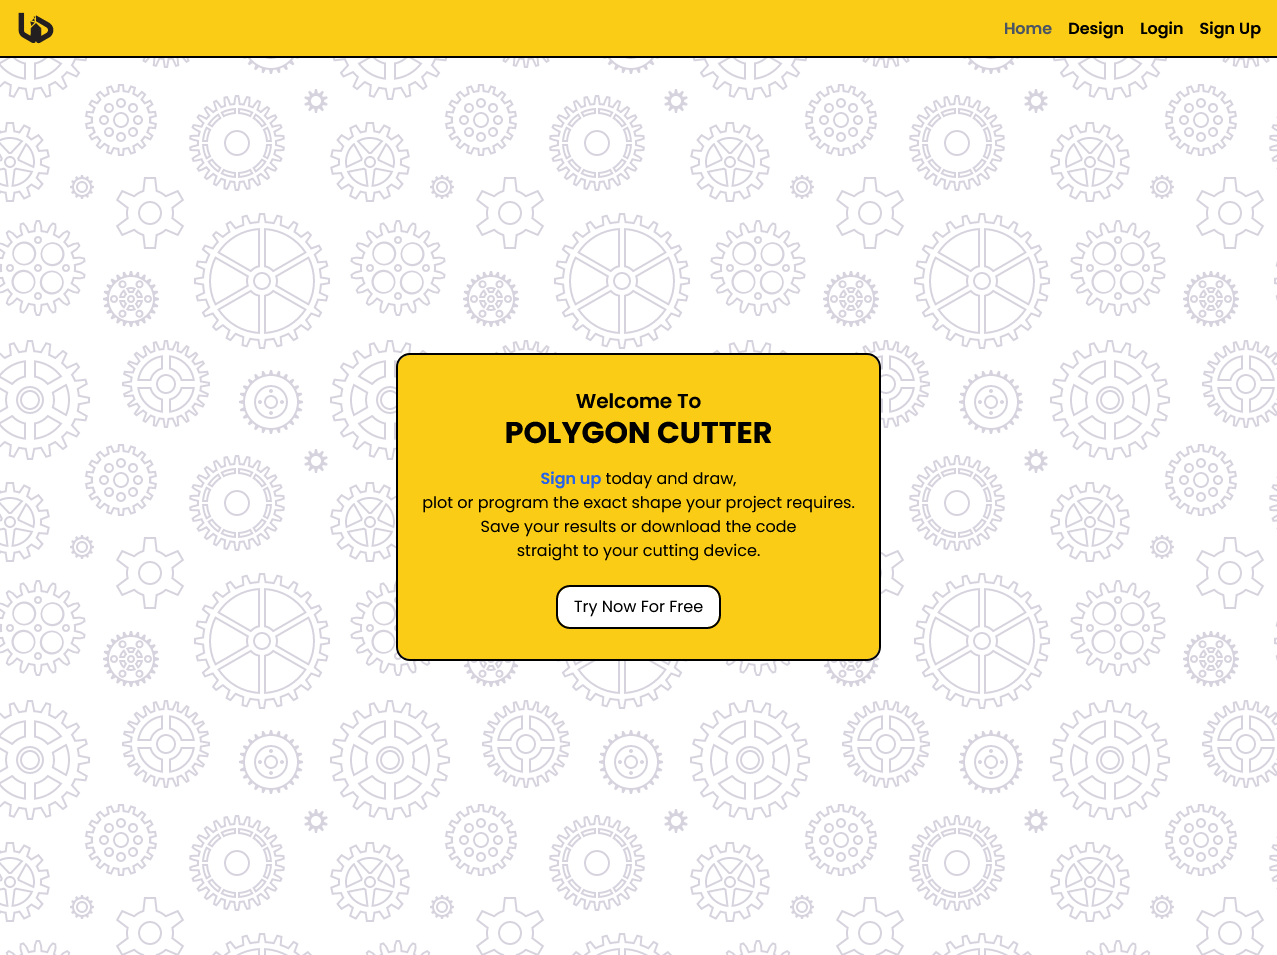 Home Design Login Sign Up
Welcome To
POLYGON CUTTER
Sign up today and draw,
plot or program the exact shape your project requires.
Save your results or download the code
straight to your cutting device.
Try Now For Free